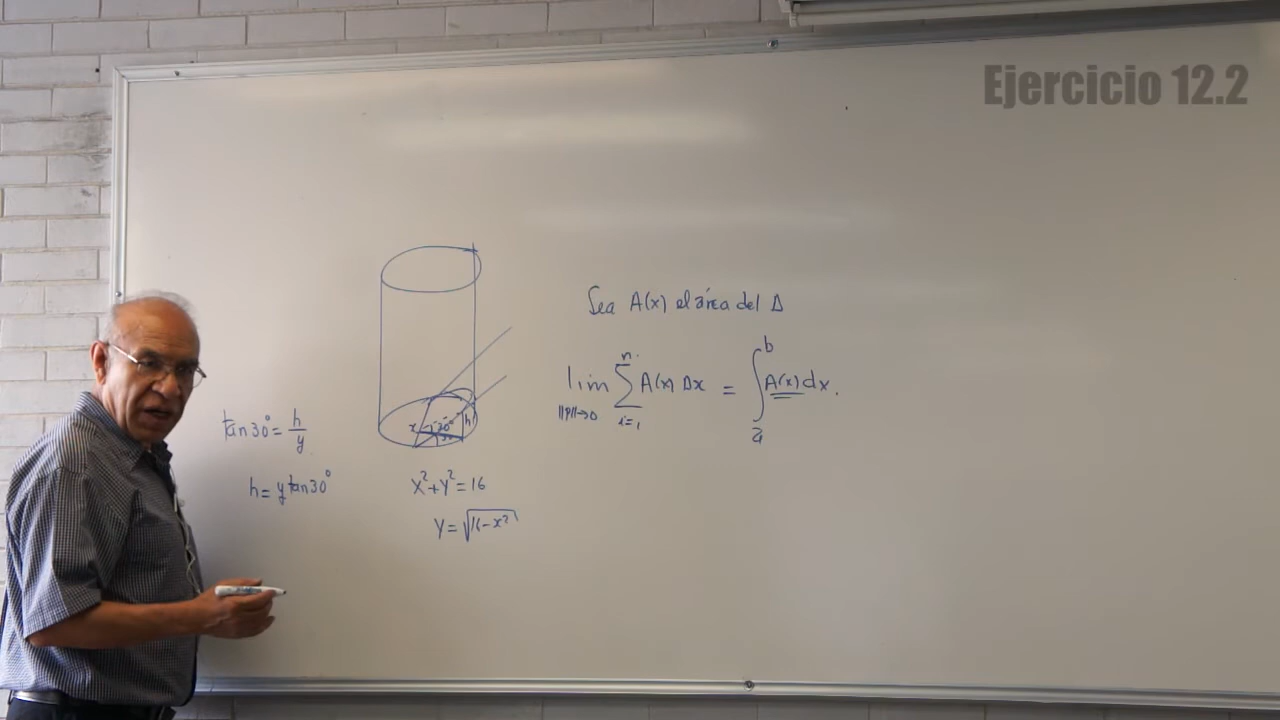 Ejercicio 12.2
Sea A(x) el área del Δ
lim ||P||→0 Σ i=1 n A(x) Δx = ∫ a b A(x) dx.
tan 30° = h/y
h = y tan 30°
x 30° h
x² + y² = 16
y = √16 - x²